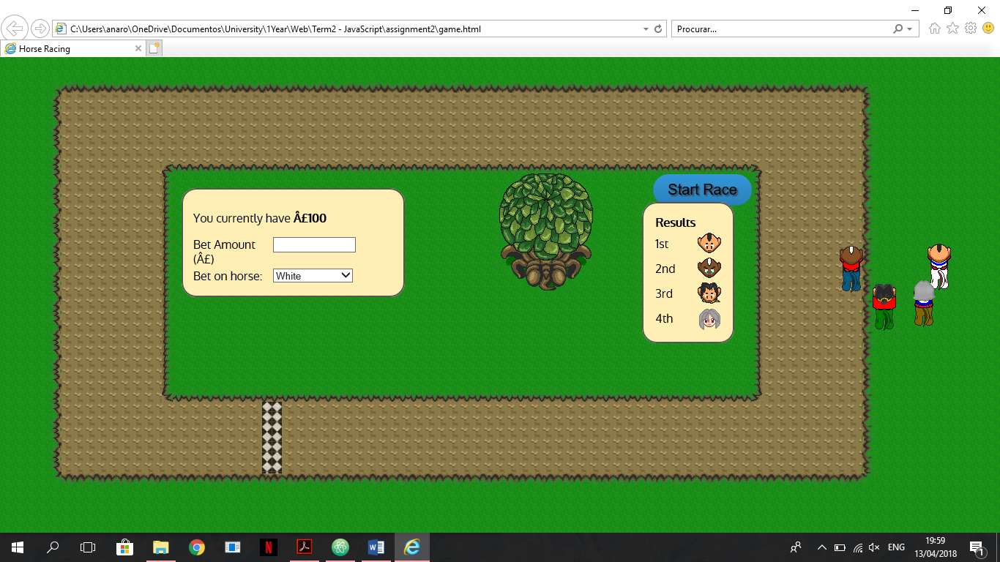 C:\Users\anaro\OneDrive\Documentos\University\1Year\Web\Term2 - JavaScript\assignment2\game.html
Procurar...
Horse Racing
Start Race
You currently have Â£100
Bet Amount
(Â£)
Bet on horse: White
Results
1st
2nd
3rd
4th
ENG
19:59
13/04/2018
1